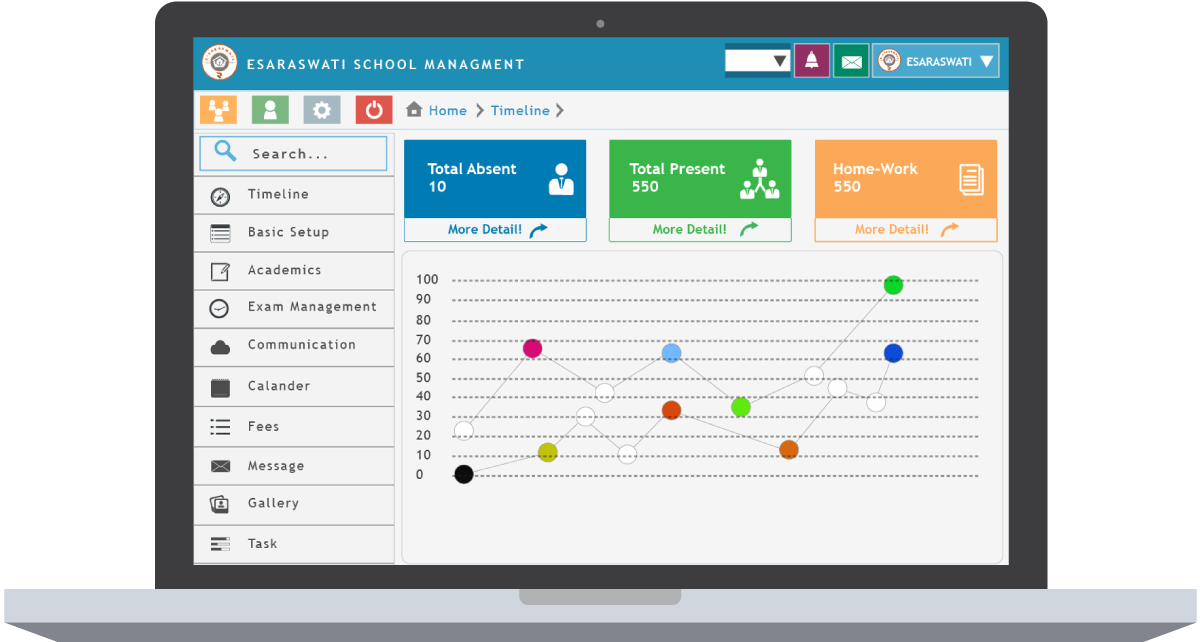 ESARASWATI SCHOOL MANAGMENT
ESARASWATI
Home
Timeline
Search...
Timeline
Basic Setup
Academics
Exam Management
Communication
Calander
Fees
Message
Gallery
Task
Total Absent
10
More Detail!
Total Present
550
More Detail!
Home-Work
550
More Detail!
100
90
80
70
60
50
40
30
20
10
0